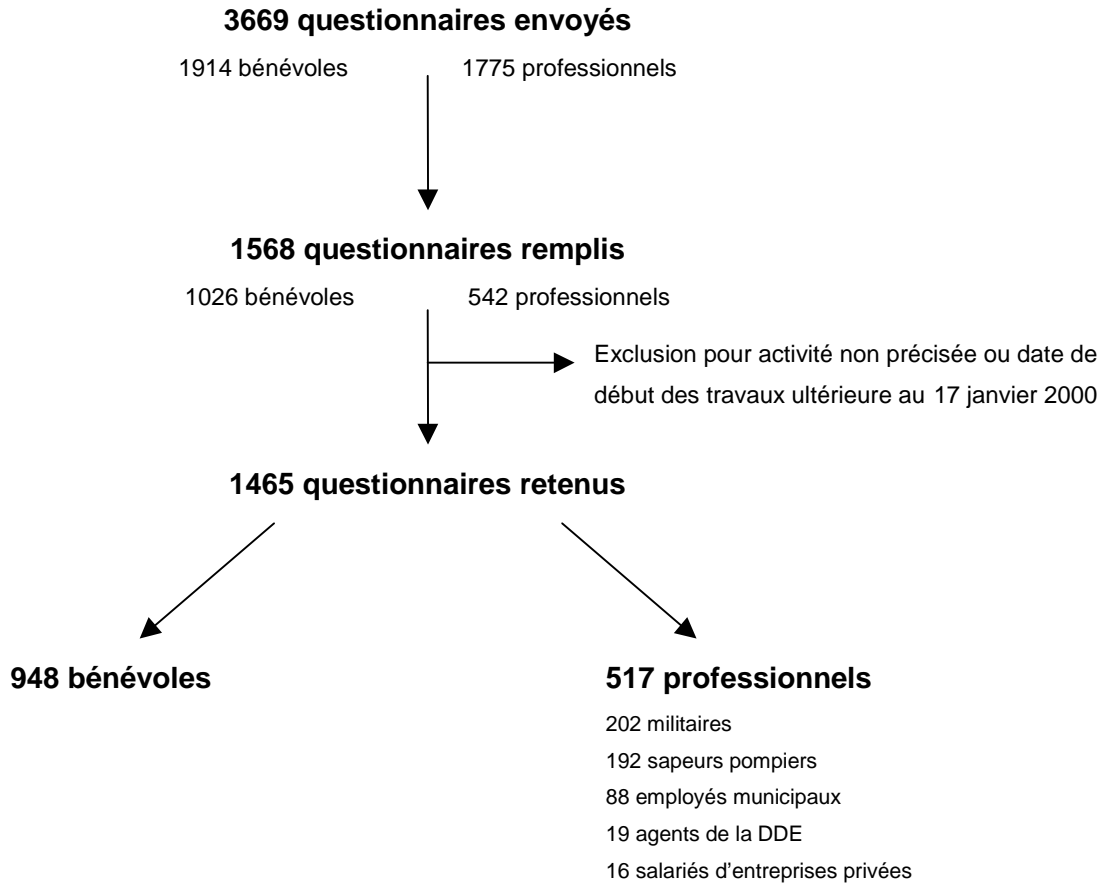 3669 questionnaires envoyés
1914 bénévoles 1775 professionnels
1568 questionnaires remplis
1026 bénévoles 542 professionnels
Exclusion pour activité non précisée ou date de
début des travaux ultérieure au 17 janvier 2000
1465 questionnaires retenus
948 bénévoles
517 professionnels
202 militaires
192 sapeurs pompiers
88 employés municipaux
19 agents de la DDE
16 salariés d'entreprises privées